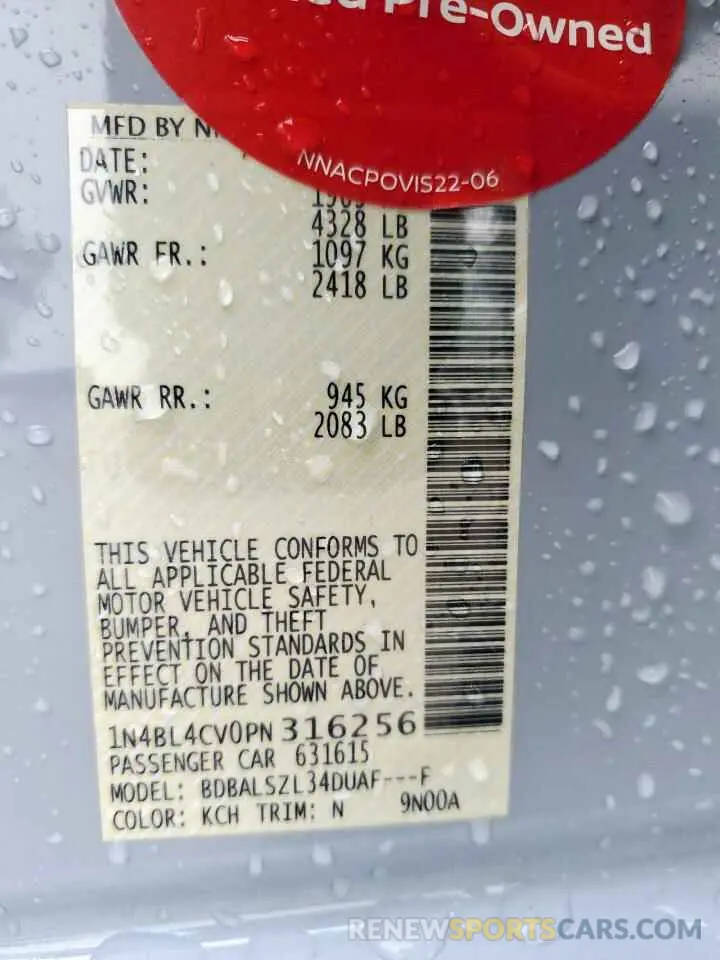 Pre-Owned
NNACPOVIS22-06
MFD BY
DATE:
GVWR:
4328 LB
GAWR FR.: 1097 KG
2418 LB
GAWR RR.: 945 KG
2083 LB
THIS VEHICLE CONFORMS TO
ALL APPLICABLE FEDERAL
MOTOR VEHICLE SAFETY,
BUMPER, AND THEFT
PREVENTION STANDARDS IN
EFFECT ON THE DATE OF
MANUFACTURE SHOWN ABOVE.
1N4BL4CV0PN316256
PASSENGER CAR 631615
MODEL: BDBALSZL34DUAF---F
COLOR: KCH TRIM: N 9N00A
RENEWSPORTSCARS.COM